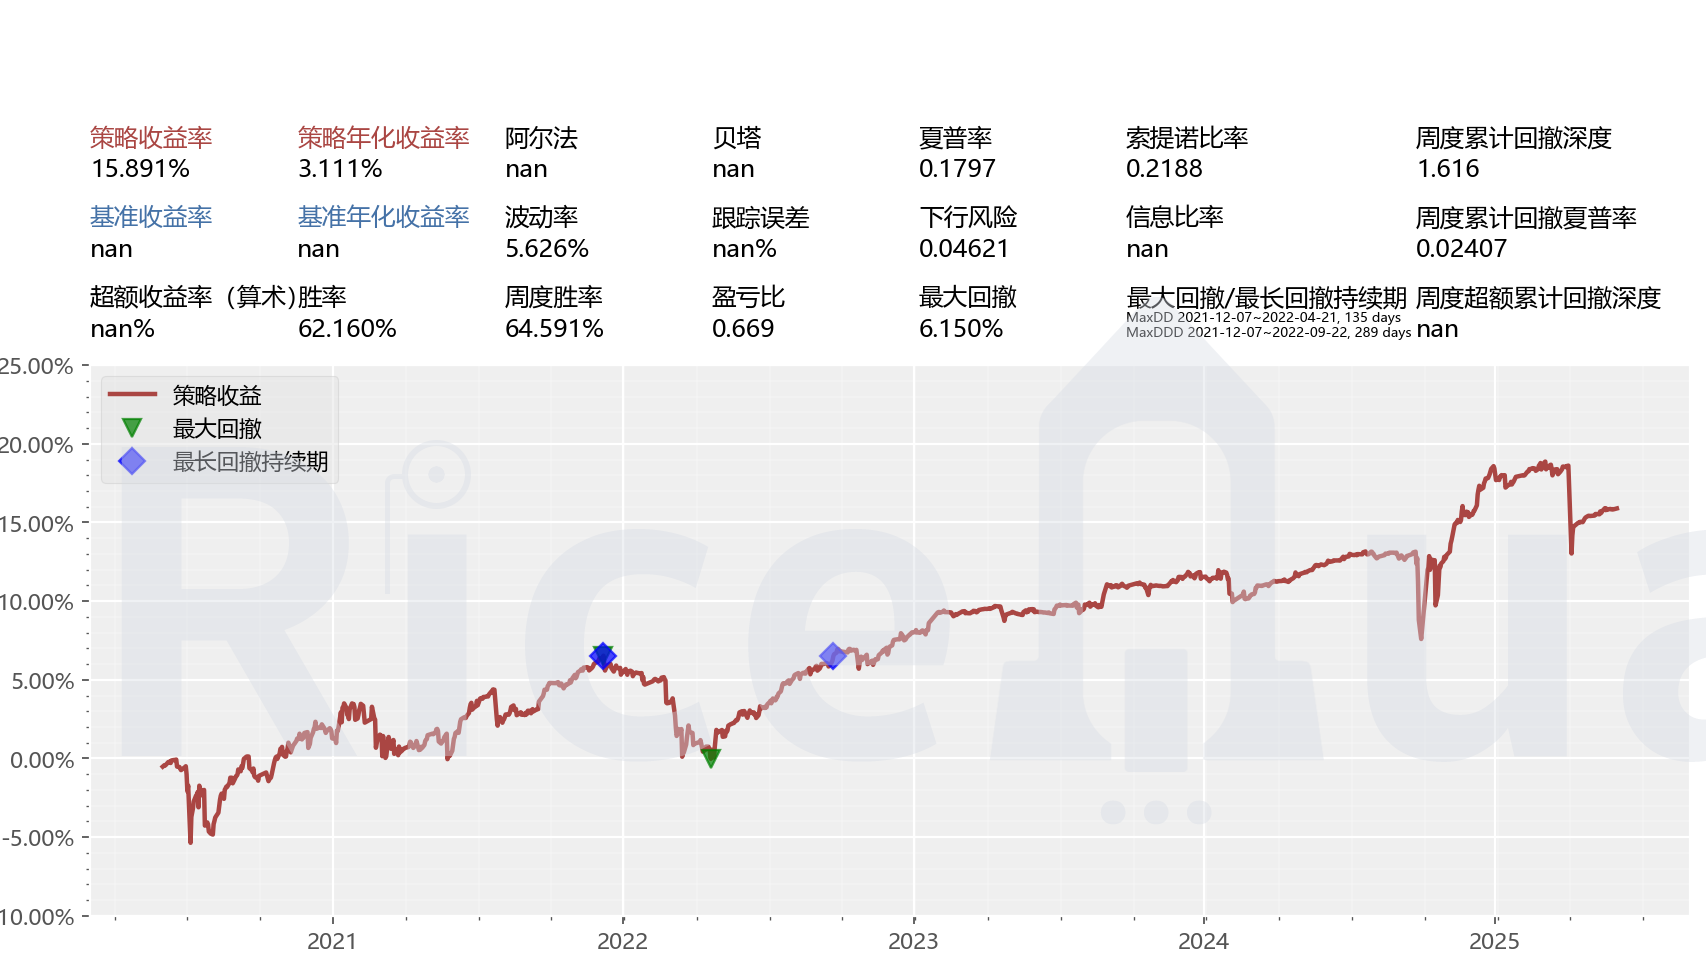 策略收益率 策略年化收益率 阿尔法 贝塔 夏普率 索提诺比率 周度累计回撤深度
15.891% 3.111% nan nan 0.1797 0.2188 1.616
基准收益率 基准年化收益率 波动率 跟踪误差 下行风险 信息比率 周度累计回撤夏普率
nan nan 5.626% nan% 0.04621 nan 0.02407
超额收益率（算术）胜率 周度胜率 盈亏比 最大回撤 最大回撤/最长回撤持续期 周度超额累计回撤深度
nan% 62.160% 64.591% 0.669 6.150% MaxDD 2021-12-07~2022-04-21, 135 days nan
MaxDDD 2021-12-07~2022-09-22, 289 days
25.00%
策略收益
最大回撤
20.00%
最长回撤持续期
15.00%
10.00%
5.00%
0.00%
-5.00%
10.00%
2021 2022 2023 2024 2025